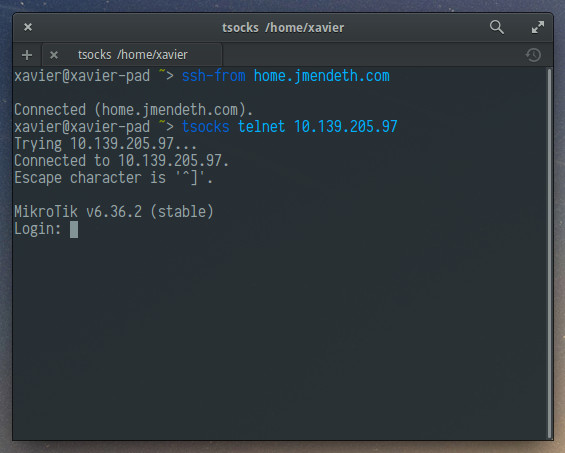 tsocks /home/xavier
tsocks /home/xavier
xavier@xavier-pad ~> ssh-from home.jmendeth.com
Connected (home.jmendeth.com).
xavier@xavier-pad ~> tsocks telnet 10.139.205.97
Trying 10.139.205.97...
Connected to 10.139.205.97.
Escape character is '^]'.
MikroTik v6.36.2 (stable)
Login: